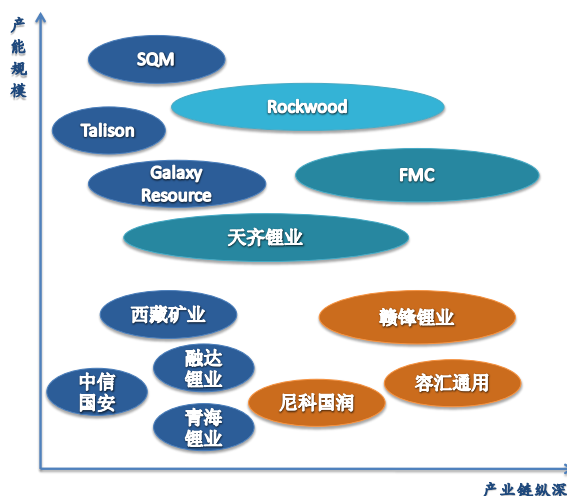 产
能
规
模
SQM
Rockwood
Talison
Galaxy
Resource
FMC
天齐锂业
西藏矿业
赣锋锂业
融达
锂业
中信
国安
容汇通用
尼科国润
青海
锂业
产业链纵深